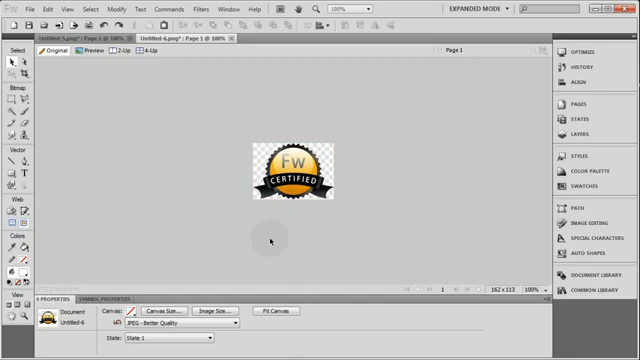 Fw File Edit View Select Modify Text Commands Filters Window Help 100% EXPANDED MODE
Untitled-5.png* : Page 1 @ 100% Untitled-6.png* : Page 1 @ 100%
Original Preview 2-Up 4-Up Page 1
Select
Bitmap
Vector
T
Web
Colors
View
Fw
CERTIFIED
OPTIMIZE
HISTORY
ALIGN
PAGES
STATES
LAYERS
STYLES
COLOR PALETTE
SWATCHES
PATH
IMAGE EDITING
SPECIAL CHARACTERS
AUTO SHAPES
DOCUMENT LIBRARY
COMMON LIBRARY
1 162 x 113 100%
PROPERTIES SYMBOL PROPERTIES
Document
Untitled-6
Canvas: Canvas Size... Image Size... Fit Canvas
JPEG - Better Quality
State: State 1